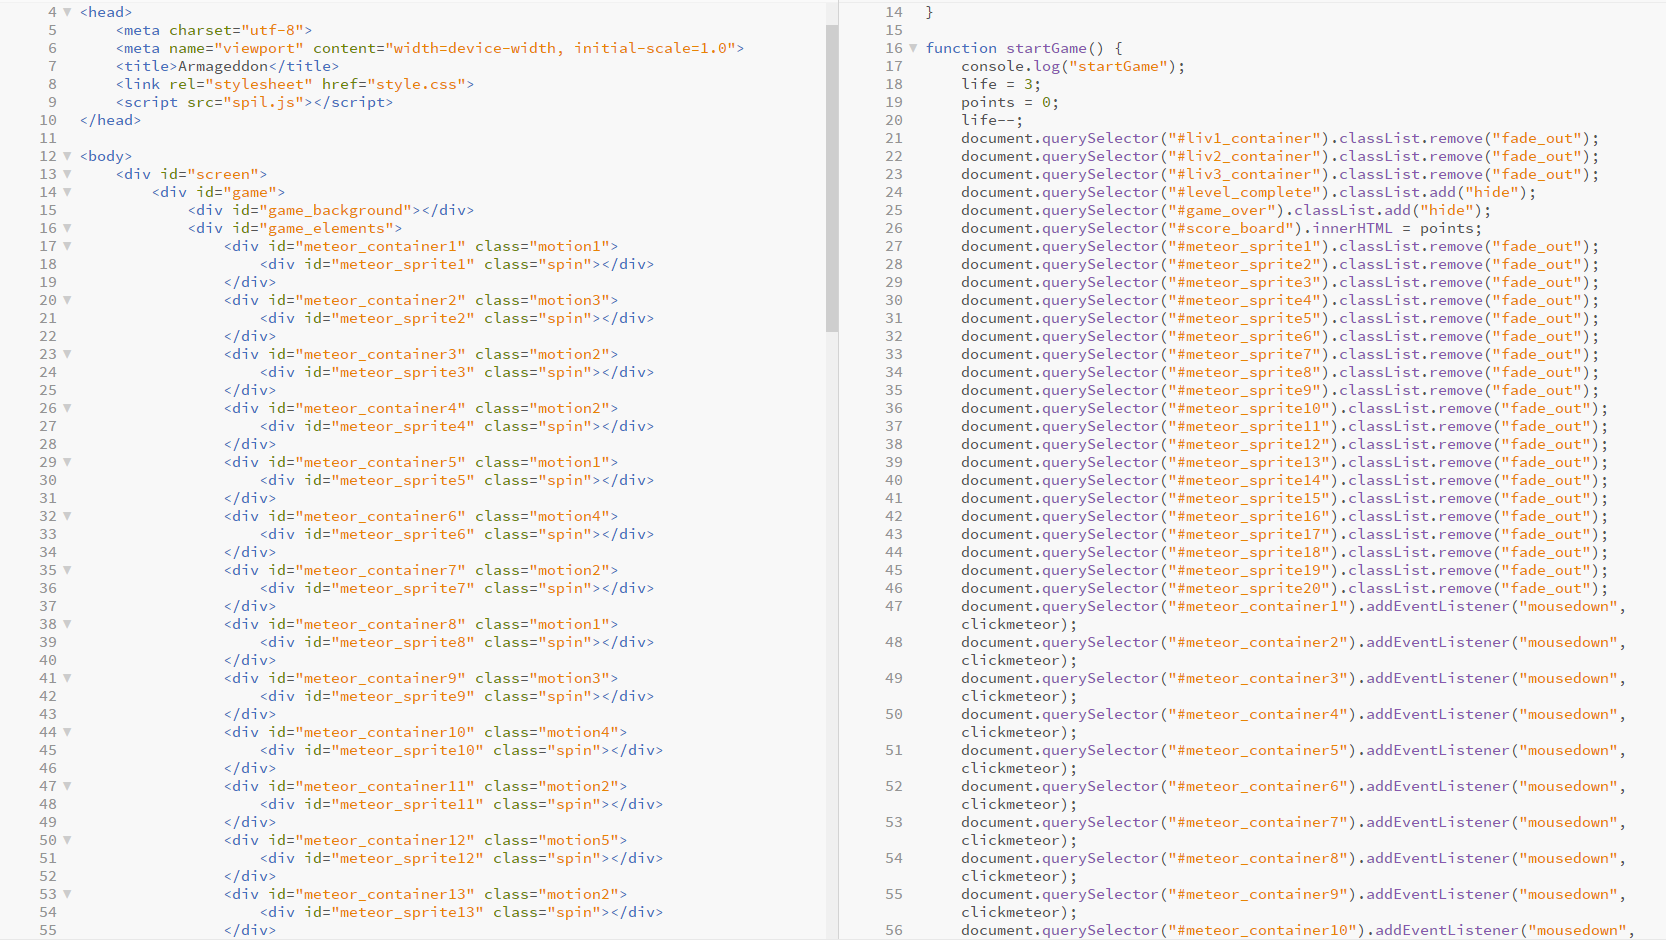 4 <head>
5 <meta charset="utf-8">
6 <meta name="viewport" content="width=device-width, initial-scale=1.0">
7 <title>Armageddon</title>
8 <link rel="stylesheet" href="style.css">
9 <script src="spil.js"></script>
10 </head>
11
12 <body>
13 <div id="screen">
14 <div id="game">
15 <div id="game_background"></div>
16 <div id="game_elements">
17 <div id="meteor_container1" class="motion1">
18 <div id="meteor_sprite1" class="spin"></div>
19 </div>
20 <div id="meteor_container2" class="motion3">
21 <div id="meteor_sprite2" class="spin"></div>
22 </div>
23 <div id="meteor_container3" class="motion2">
24 <div id="meteor_sprite3" class="spin"></div>
25 </div>
26 <div id="meteor_container4" class="motion2">
27 <div id="meteor_sprite4" class="spin"></div>
28 </div>
29 <div id="meteor_container5" class="motion1">
30 <div id="meteor_sprite5" class="spin"></div>
31 </div>
32 <div id="meteor_container6" class="motion4">
33 <div id="meteor_sprite6" class="spin"></div>
34 </div>
35 <div id="meteor_container7" class="motion2">
36 <div id="meteor_sprite7" class="spin"></div>
37 </div>
38 <div id="meteor_container8" class="motion1">
39 <div id="meteor_sprite8" class="spin"></div>
40 </div>
41 <div id="meteor_container9" class="motion3">
42 <div id="meteor_sprite9" class="spin"></div>
43 </div>
44 <div id="meteor_container10" class="motion4">
45 <div id="meteor_sprite10" class="spin"></div>
46 </div>
47 <div id="meteor_container11" class="motion2">
48 <div id="meteor_sprite11" class="spin"></div>
49 </div>
50 <div id="meteor_container12" class="motion5">
51 <div id="meteor_sprite12" class="spin"></div>
52 </div>
53 <div id="meteor_container13" class="motion2">
54 <div id="meteor_sprite13" class="spin"></div>
55 </div>
14 }
15
16 function startGame() {
17 console.log("startGame");
18 life = 3;
19 points = 0;
20 life--;
21 document.querySelector("#liv1_container").classList.remove("fade_out");
22 document.querySelector("#liv2_container").classList.remove("fade_out");
23 document.querySelector("#liv3_container").classList.remove("fade_out");
24 document.querySelector("#level_complete").classList.add("hide");
25 document.querySelector("#game_over").classList.add("hide");
26 document.querySelector("#score_board").innerHTML = points;
27 document.querySelector("#meteor_sprite1").classList.remove("fade_out");
28 document.querySelector("#meteor_sprite2").classList.remove("fade_out");
29 document.querySelector("#meteor_sprite3").classList.remove("fade_out");
30 document.querySelector("#meteor_sprite4").classList.remove("fade_out");
31 document.querySelector("#meteor_sprite5").classList.remove("fade_out");
32 document.querySelector("#meteor_sprite6").classList.remove("fade_out");
33 document.querySelector("#meteor_sprite7").classList.remove("fade_out");
34 document.querySelector("#meteor_sprite8").classList.remove("fade_out");
35 document.querySelector("#meteor_sprite9").classList.remove("fade_out");
36 document.querySelector("#meteor_sprite10").classList.remove("fade_out");
37 document.querySelector("#meteor_sprite11").classList.remove("fade_out");
38 document.querySelector("#meteor_sprite12").classList.remove("fade_out");
39 document.querySelector("#meteor_sprite13").classList.remove("fade_out");
40 document.querySelector("#meteor_sprite14").classList.remove("fade_out");
41 document.querySelector("#meteor_sprite15").classList.remove("fade_out");
42 document.querySelector("#meteor_sprite16").classList.remove("fade_out");
43 document.querySelector("#meteor_sprite17").classList.remove("fade_out");
44 document.querySelector("#meteor_sprite18").classList.remove("fade_out");
45 document.querySelector("#meteor_sprite19").classList.remove("fade_out");
46 document.querySelector("#meteor_sprite20").classList.remove("fade_out");
47 document.querySelector("#meteor_container1").addEventListener("mousedown",
clickmeteor);
48 document.querySelector("#meteor_container2").addEventListener("mousedown",
clickmeteor);
49 document.querySelector("#meteor_container3").addEventListener("mousedown",
clickmeteor);
50 document.querySelector("#meteor_container4").addEventListener("mousedown",
clickmeteor);
51 document.querySelector("#meteor_container5").addEventListener("mousedown",
clickmeteor);
52 document.querySelector("#meteor_container6").addEventListener("mousedown",
clickmeteor);
53 document.querySelector("#meteor_container7").addEventListener("mousedown",
clickmeteor);
54 document.querySelector("#meteor_container8").addEventListener("mousedown",
clickmeteor);
55 document.querySelector("#meteor_container9").addEventListener("mousedown",
clickmeteor);
56 document.querySelector("#meteor_container10").addEventListener("mousedown",